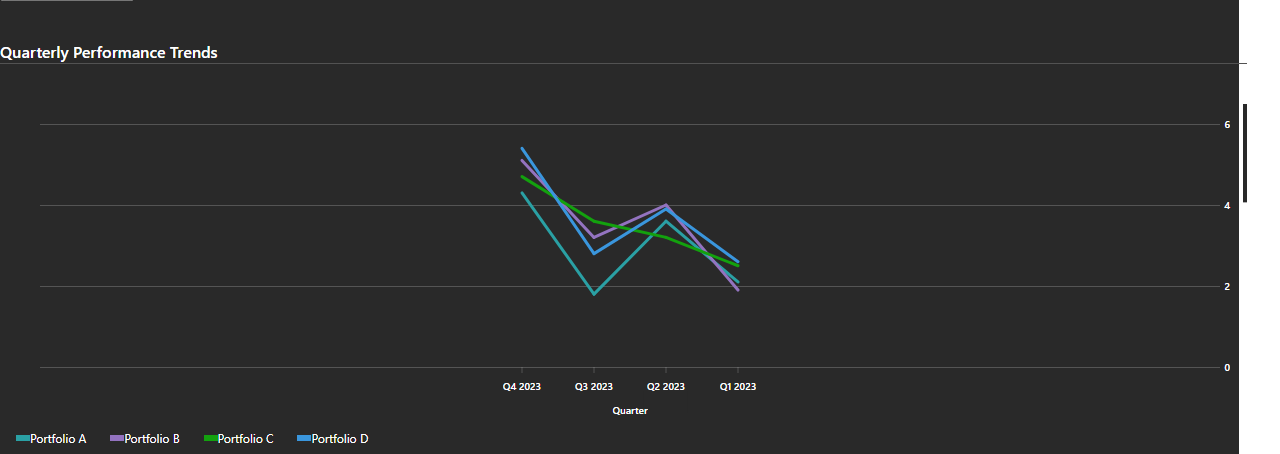 Quarterly Performance Trends
6
4
2
0
Q4 2023 Q3 2023 Q2 2023 Q1 2023
Quarter
Portfolio A Portfolio B Portfolio C Portfolio D